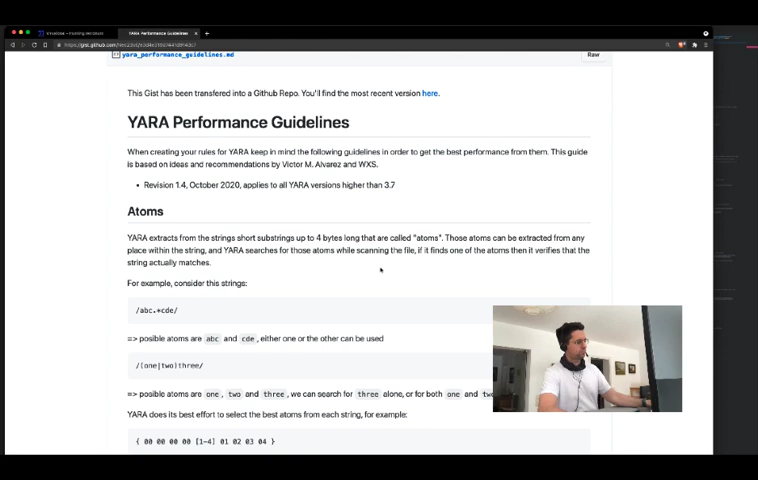 YARA Performance Guidelines
yara_performance_guidelines.md
Raw
This Gist has been transfered into a Github Repo. You'll find the most recent version here.
YARA Performance Guidelines
When creating your rules for YARA keep in mind the following guidelines in order to get the best performance from them. This guide
is based on ideas and recommendations by Victor M. Alvarez and WXS.
• Revision 1.4, October 2020, applies to all YARA versions higher than 3.7
Atoms
YARA extracts from the strings short substrings up to 4 bytes long that are called "atoms". Those atoms can be extracted from any
place within the string, and YARA searches for those atoms while scanning the file, if it finds one of the atoms then it verifies that the
string actually matches.
For example, consider this strings:
/abc.*cde/
=> posible atoms are abc and cde, either one or the other can be used
/(one|two)three/
=> posible atoms are one, two and three, we can search for three alone, or for both one and
YARA does its best effort to select the best atoms from each string, for example:
{ 00 00 00 00 [1-4] 01 02 03 04 }